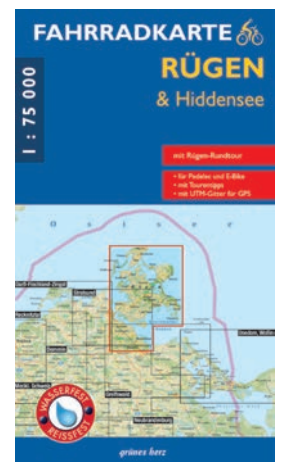 FAHRRADKARTE
RÜGEN
& Hiddensee
1 : 75 000
mit Rügen-Rundtour
• für Pedelec und E-Bike
• mit Tourentipps
• mit UTM-Gitter für GPS
Ostsee
Stralsund
Greifswald
Neubrandenburg
WASSERFEST
REISSFEST
grünes herz